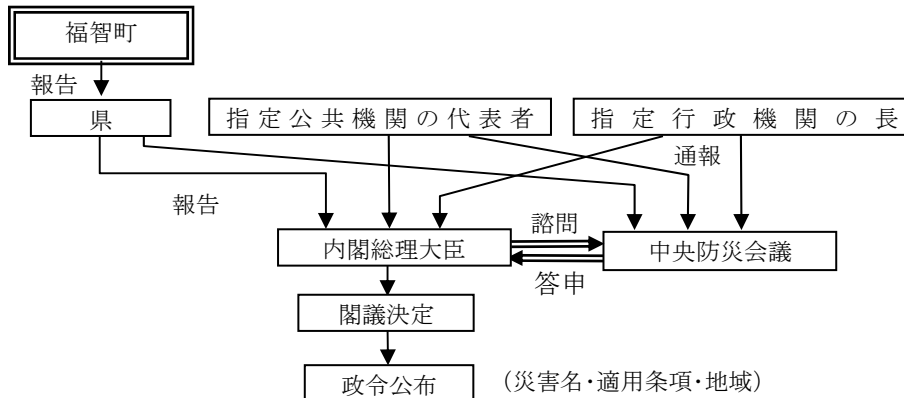 福智町
報告
県
指定公共機関の代表者
指定行政機関の長
通報
報告
諮問
内閣総理大臣
中央防災会議
答申
閣議決定
政令公布
(災害名･適用条項･地域)